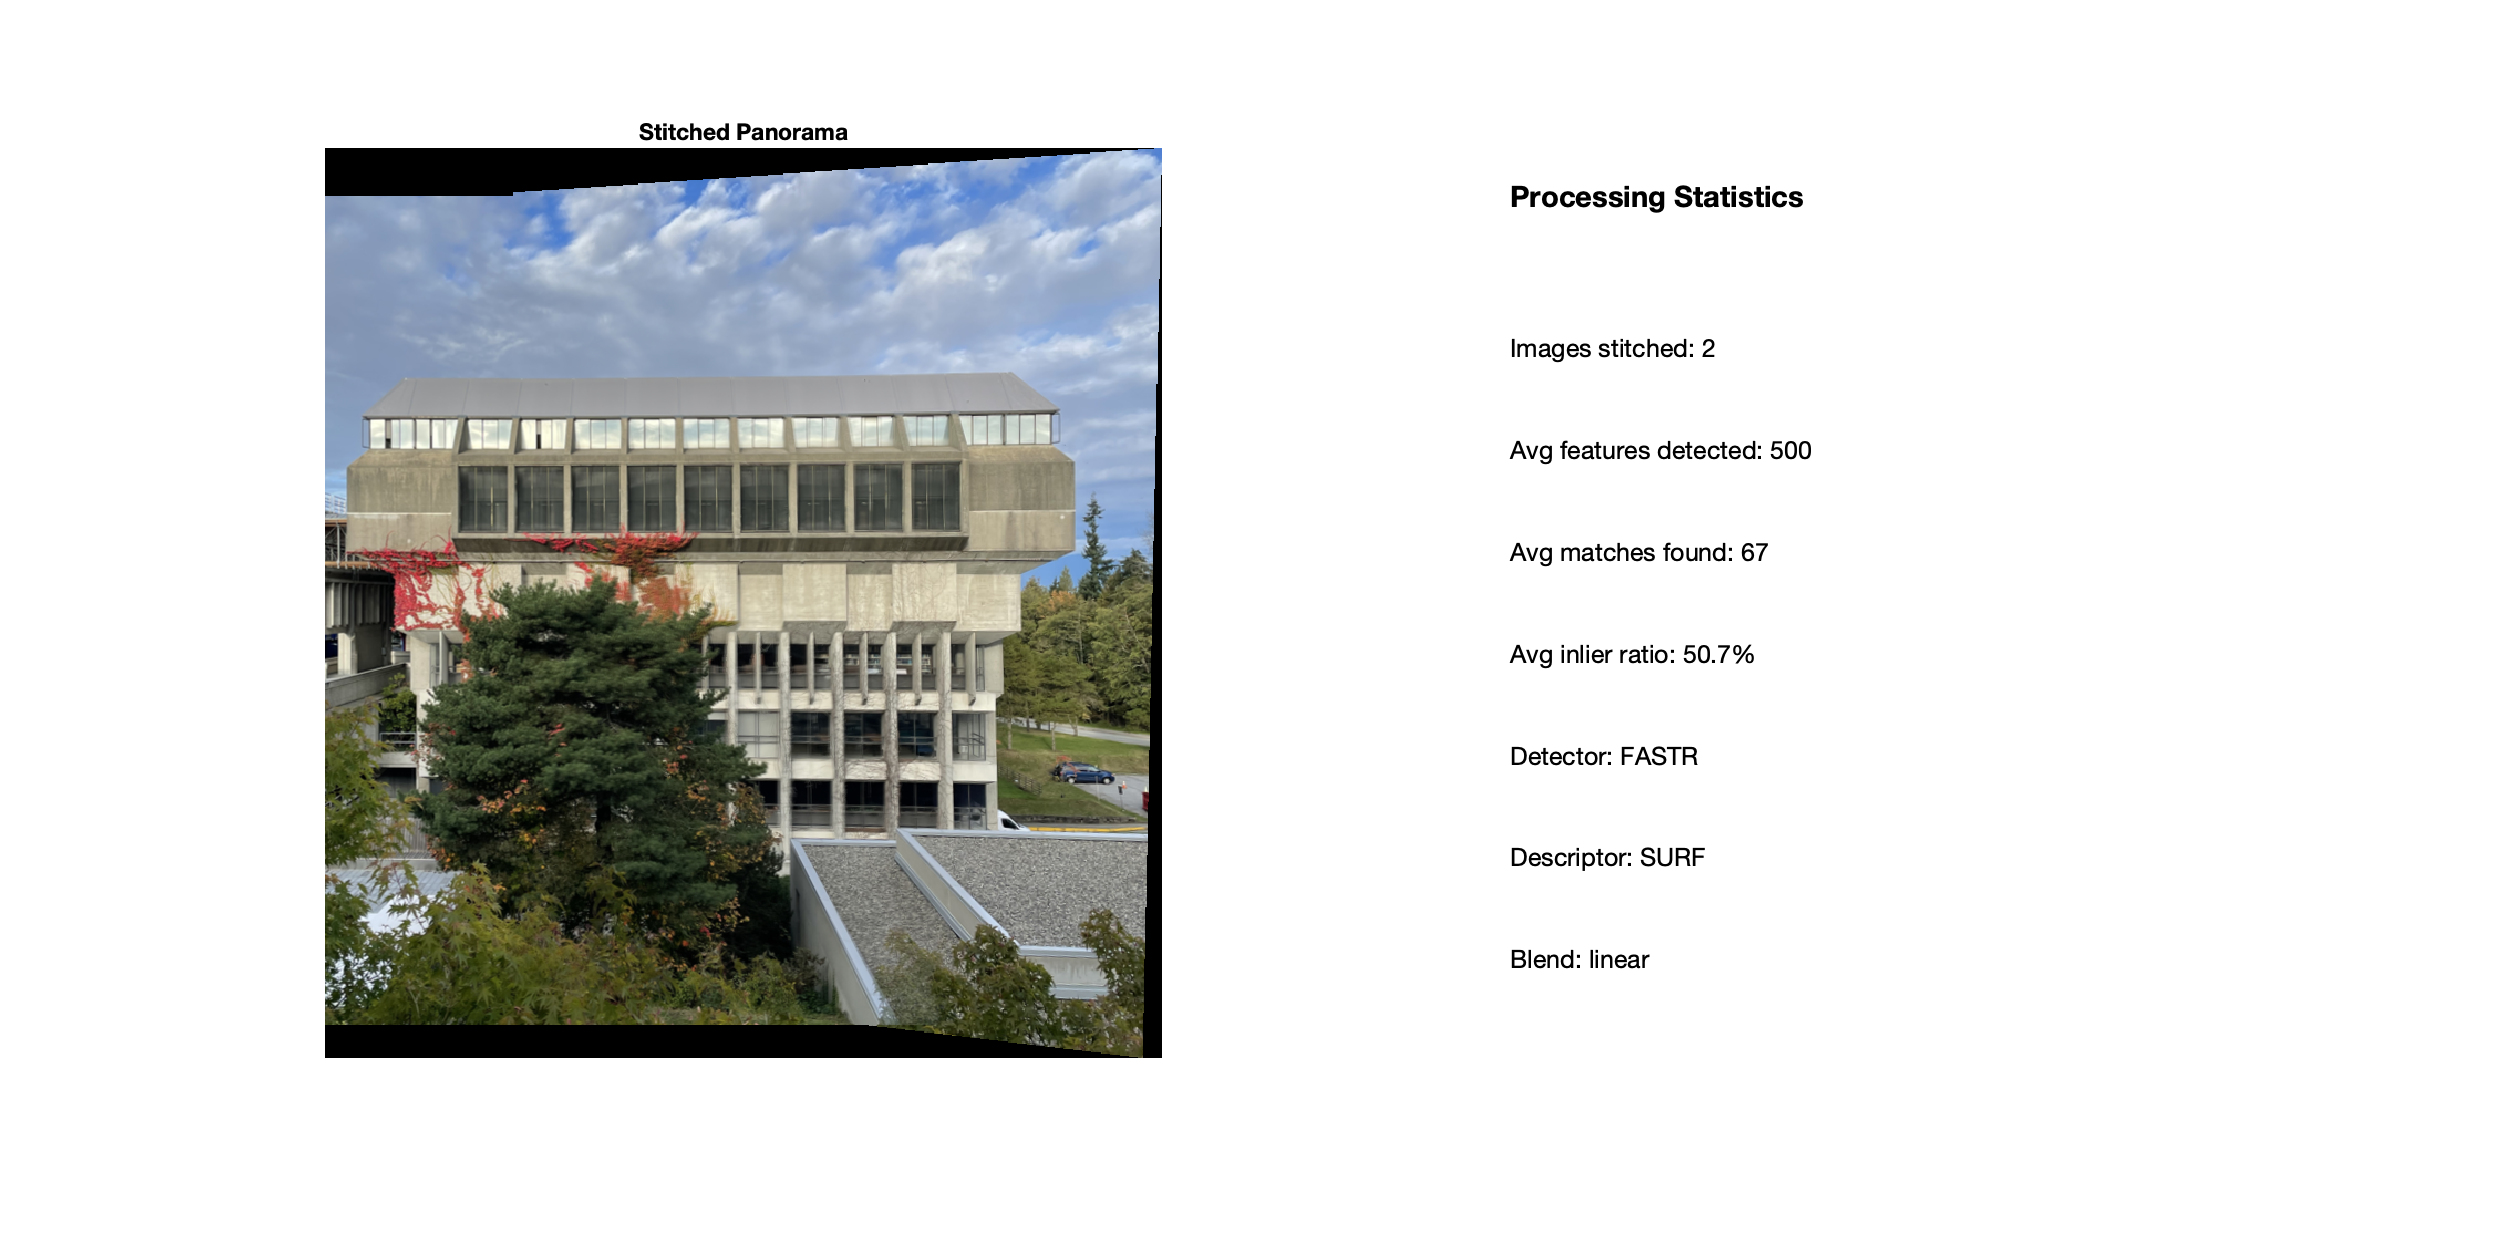 Stitched Panorama
Processing Statistics
Images stitched: 2
Avg features detected: 500
Avg matches found: 67
Avg inlier ratio: 50.7%
Detector: FASTR
Descriptor: SURF
Blend: linear